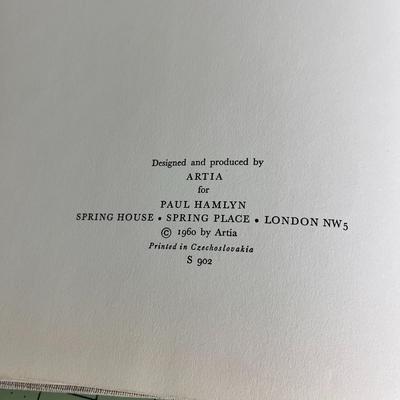 Designed and produced by
ARTIA
for
PAUL HAMLYN
SPRING HOUSE • SPRING PLACE • LONDON NW5
© 1960 by Artia
Printed in Czechoslovakia
S 902